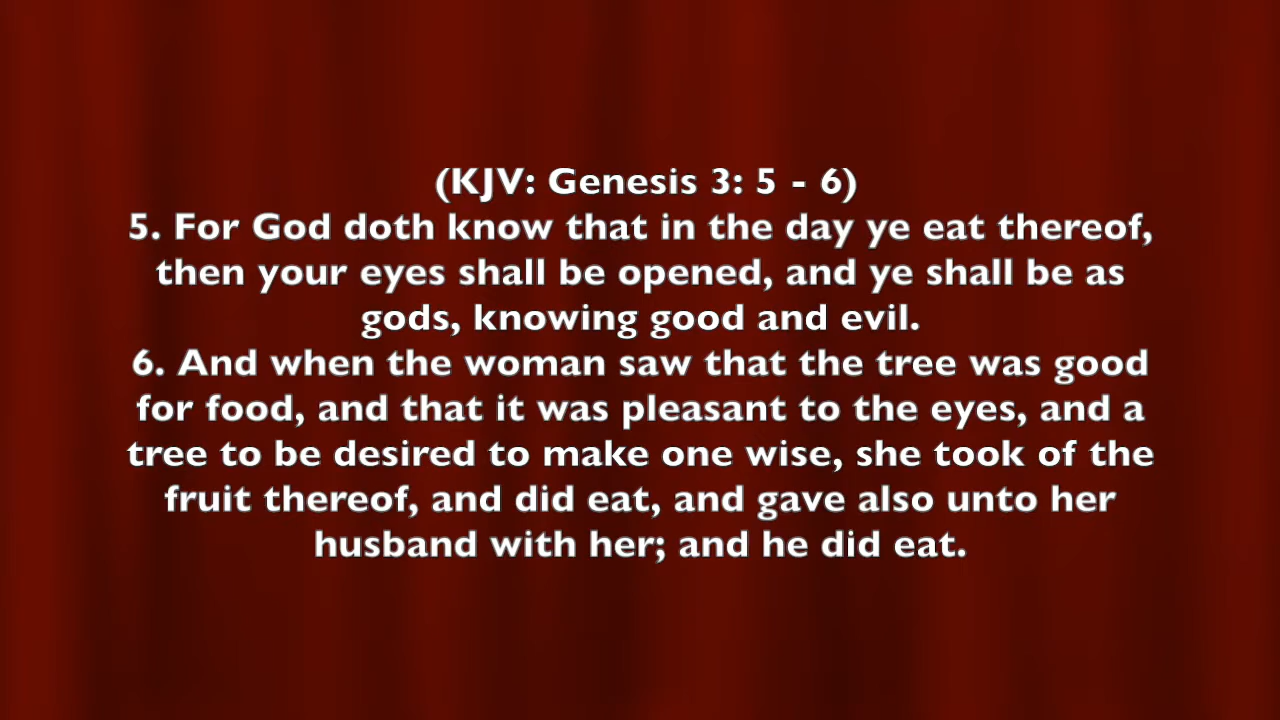 (KJV: Genesis 3: 5 - 6)
5. For God doth know that in the day ye eat thereof,
then your eyes shall be opened, and ye shall be as
gods, knowing good and evil.
6. And when the woman saw that the tree was good
for food, and that it was pleasant to the eyes, and a
tree to be desired to make one wise, she took of the
fruit thereof, and did eat, and gave also unto her
husband with her; and he did eat.